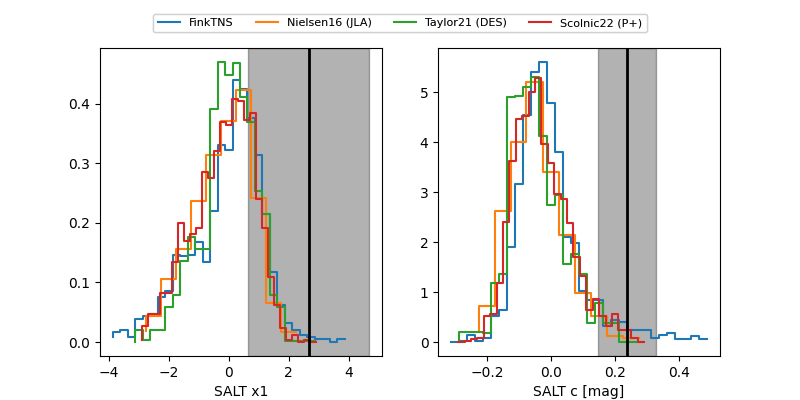 FinkTNS Nielsen16 (JLA) Taylor21 (DES) Scolnic22 (P+)
0.4
0.3
0.2
0.1
0.0
−4 −2 0 2 4
SALT x1
5
4
3
2
1
0
−0.2 0.0 0.2 0.4
SALT c [mag]